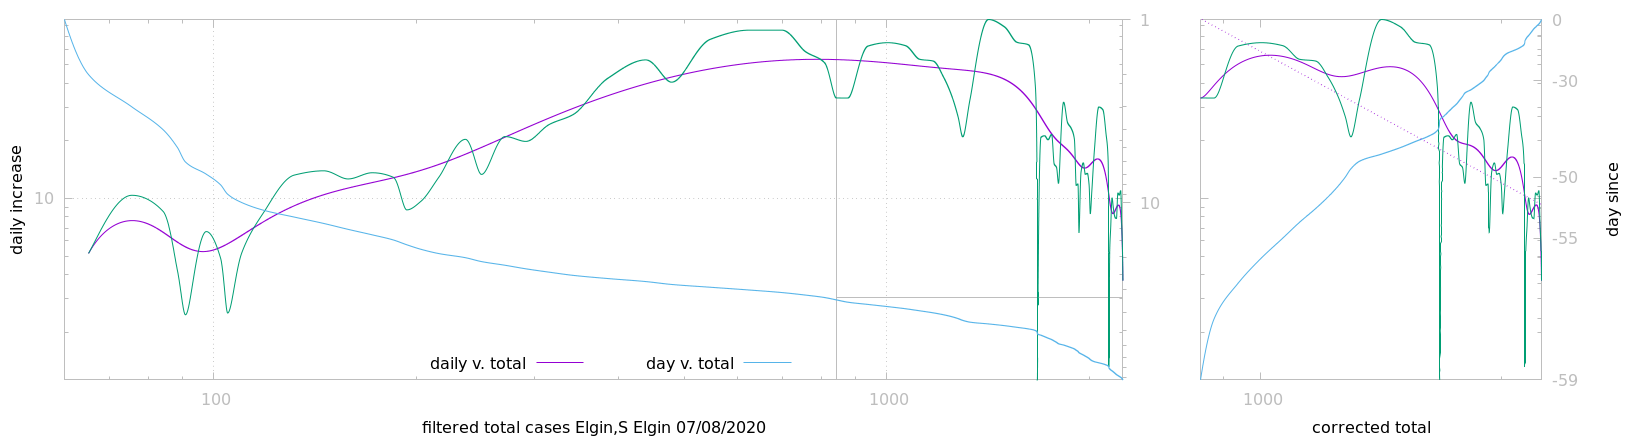 daily increase
10
100
1000
1
10
daily v. total
day v. total
filtered total cases Elgin,S Elgin 07/08/2020
1000
0
-30
-50
-55
-59
day since
corrected total